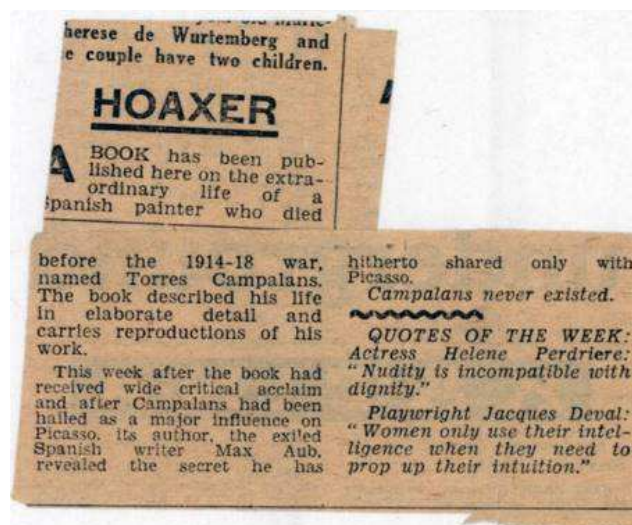 herese de Wurtemberg and
e couple have two children.
HOAXER
A BOOK has been pub-
lished here on the extra-
ordinary life of a
Spanish painter who died
before the 1914-18 war,
named Torres Campalans.
The book described his life
in elaborate detail and
carries reproductions of his
work.
This week after the book had
received wide critical acclaim
and after Campalans had been
hailed as a major influence on
Picasso, its author, the exiled
Spanish writer Max Aub,
revealed the secret he has
hitherto shared only with
Picasso.
Campalans never existed.
QUOTES OF THE WEEK:
Actress Helene Perdriere:
"Nudity is incompatible with
dignity."
Playwright Jacques Deval:
"Women only use their intel-
ligence when they need to
prop up their intuition."